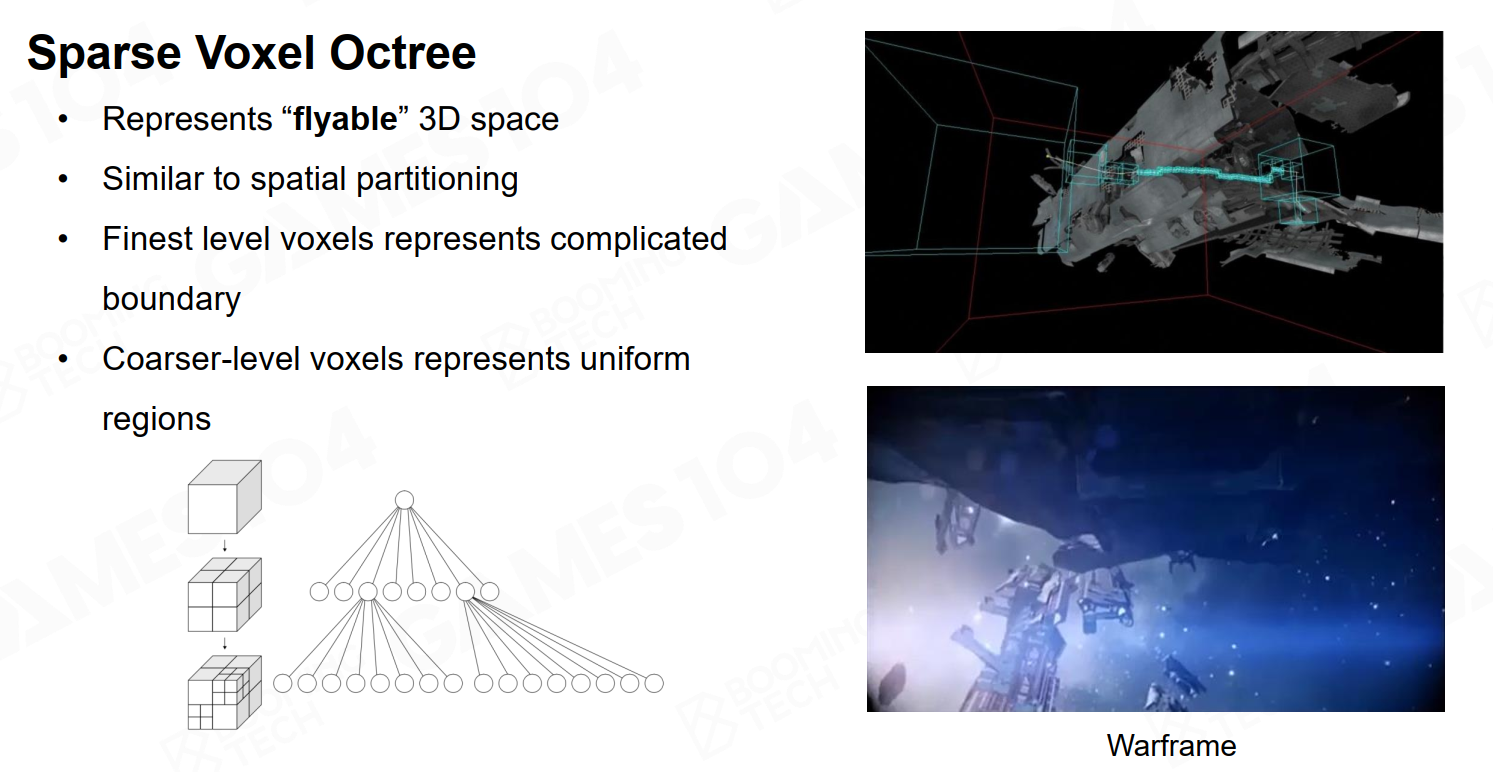 Sparse Voxel Octree
• Represents “flyable” 3D space
• Similar to spatial partitioning
• Finest level voxels represents complicated
boundary
• Coarser-level voxels represents uniform
regions
Warframe
GAMES104
BOOMING
TECH